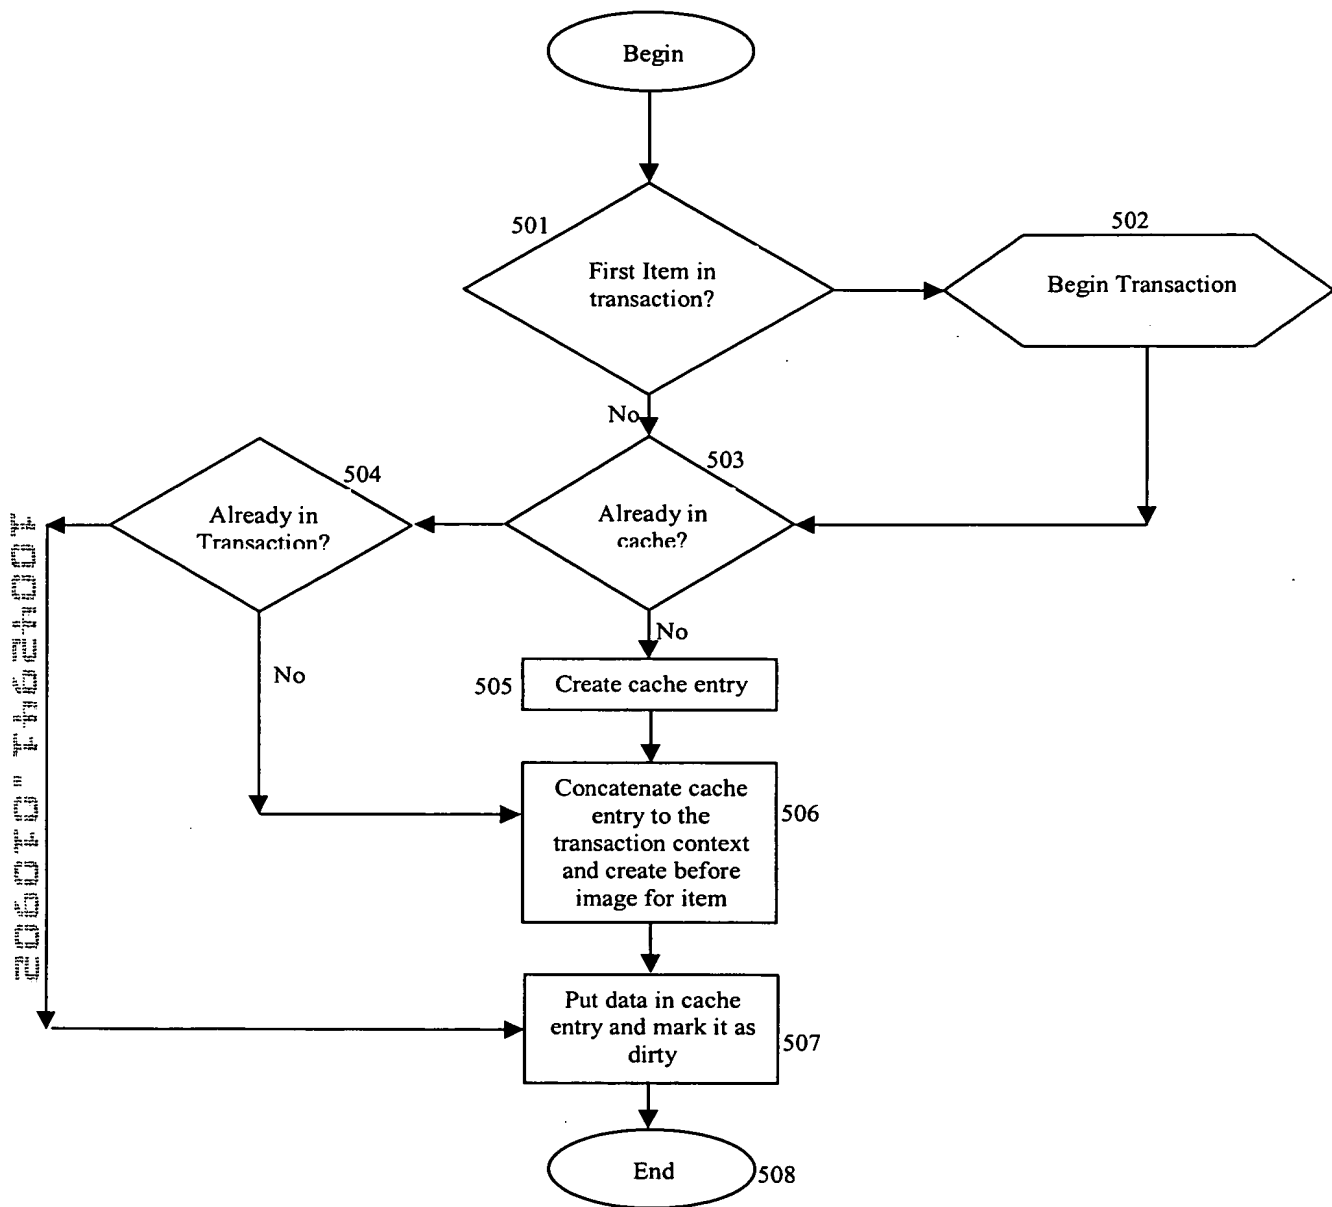 Begin
501
First Item in
transaction?
502
Begin Transaction
No
503
Already in
cache?
504
Already in
Transaction?
No
No
505
Create cache entry
Concatenate cache
entry to the
transaction context
and create before
image for item
506
Put data in cache
entry and mark it as
dirty
507
End
508